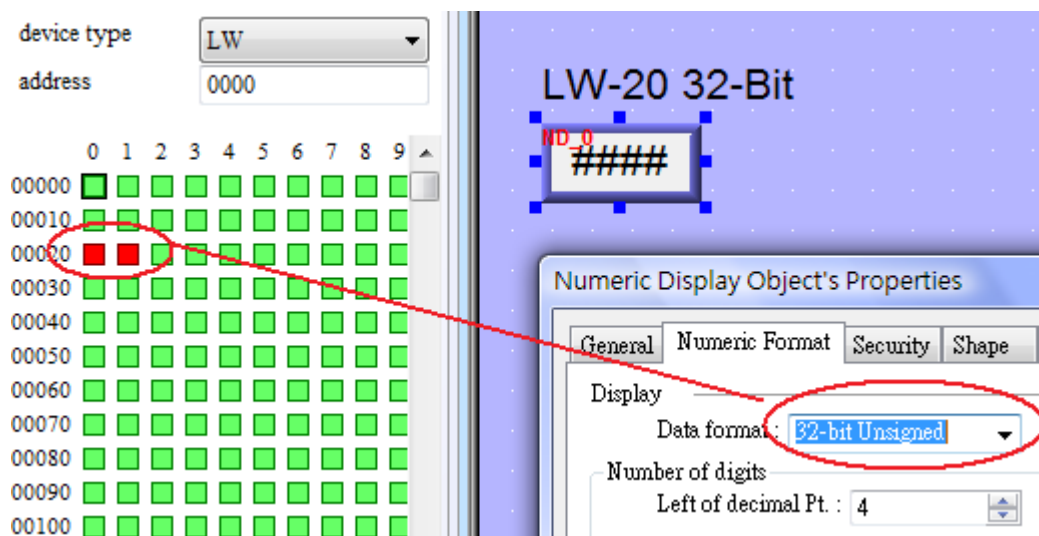 device type LW
address 0000
0 1 2 3 4 5 6 7 8 9
00000
00010
00020
00030
00040
00050
00060
00070
00080
00090
00100
LW-20 32-Bit
ND_0
####
Numeric Display Object's Properties
General Numeric Format Security Shape
Display
Data format : 32-bit Unsigned
Number of digits
Left of decimal Pt. : 4